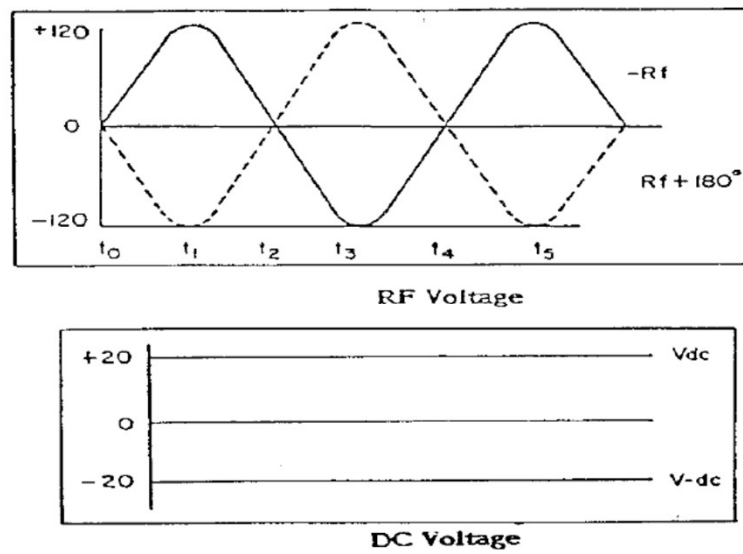 +120
-Rf
0
Rf+180°
-120
t0 t1 t2 t3 t4 t5
RF Voltage
+20 Vdc
0
-20 V-dc
DC Voltage